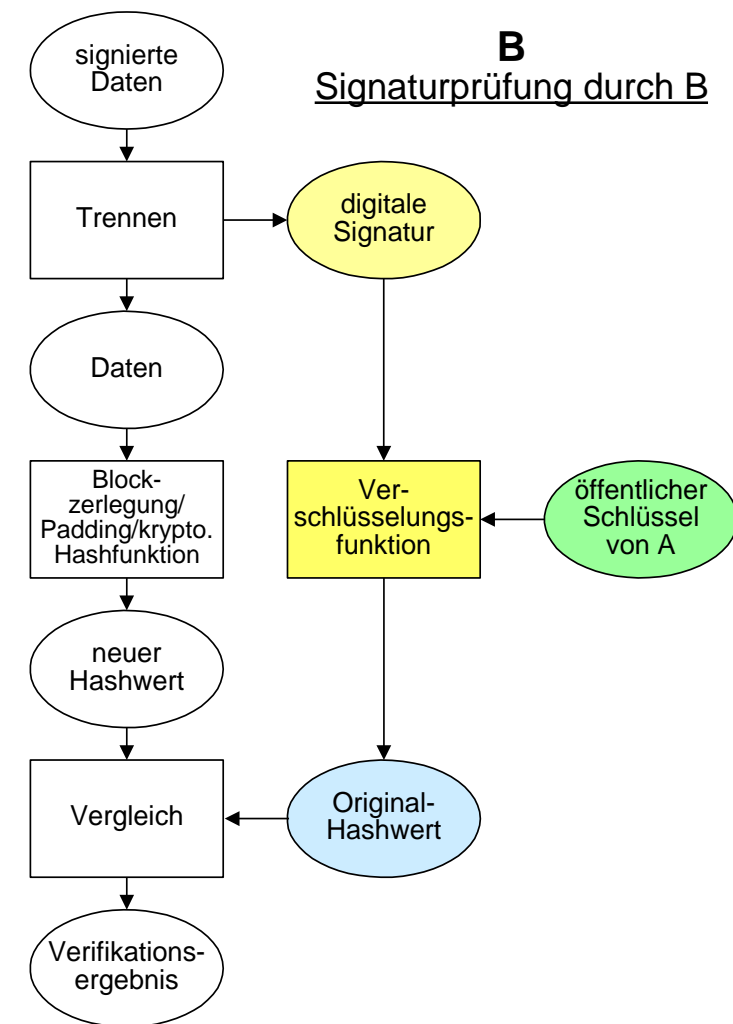 B
Signaturprüfung durch B
signierte
Daten
Trennen
digitale
Signatur
Daten
Block-
zerlegung/
Padding/krypto.
Hashfunktion
Ver-
schlüsselungs-
funktion
öffentlicher
Schlüssel
von A
neuer
Hashwert
Vergleich
Original-
Hashwert
Verifikations-
ergebnis